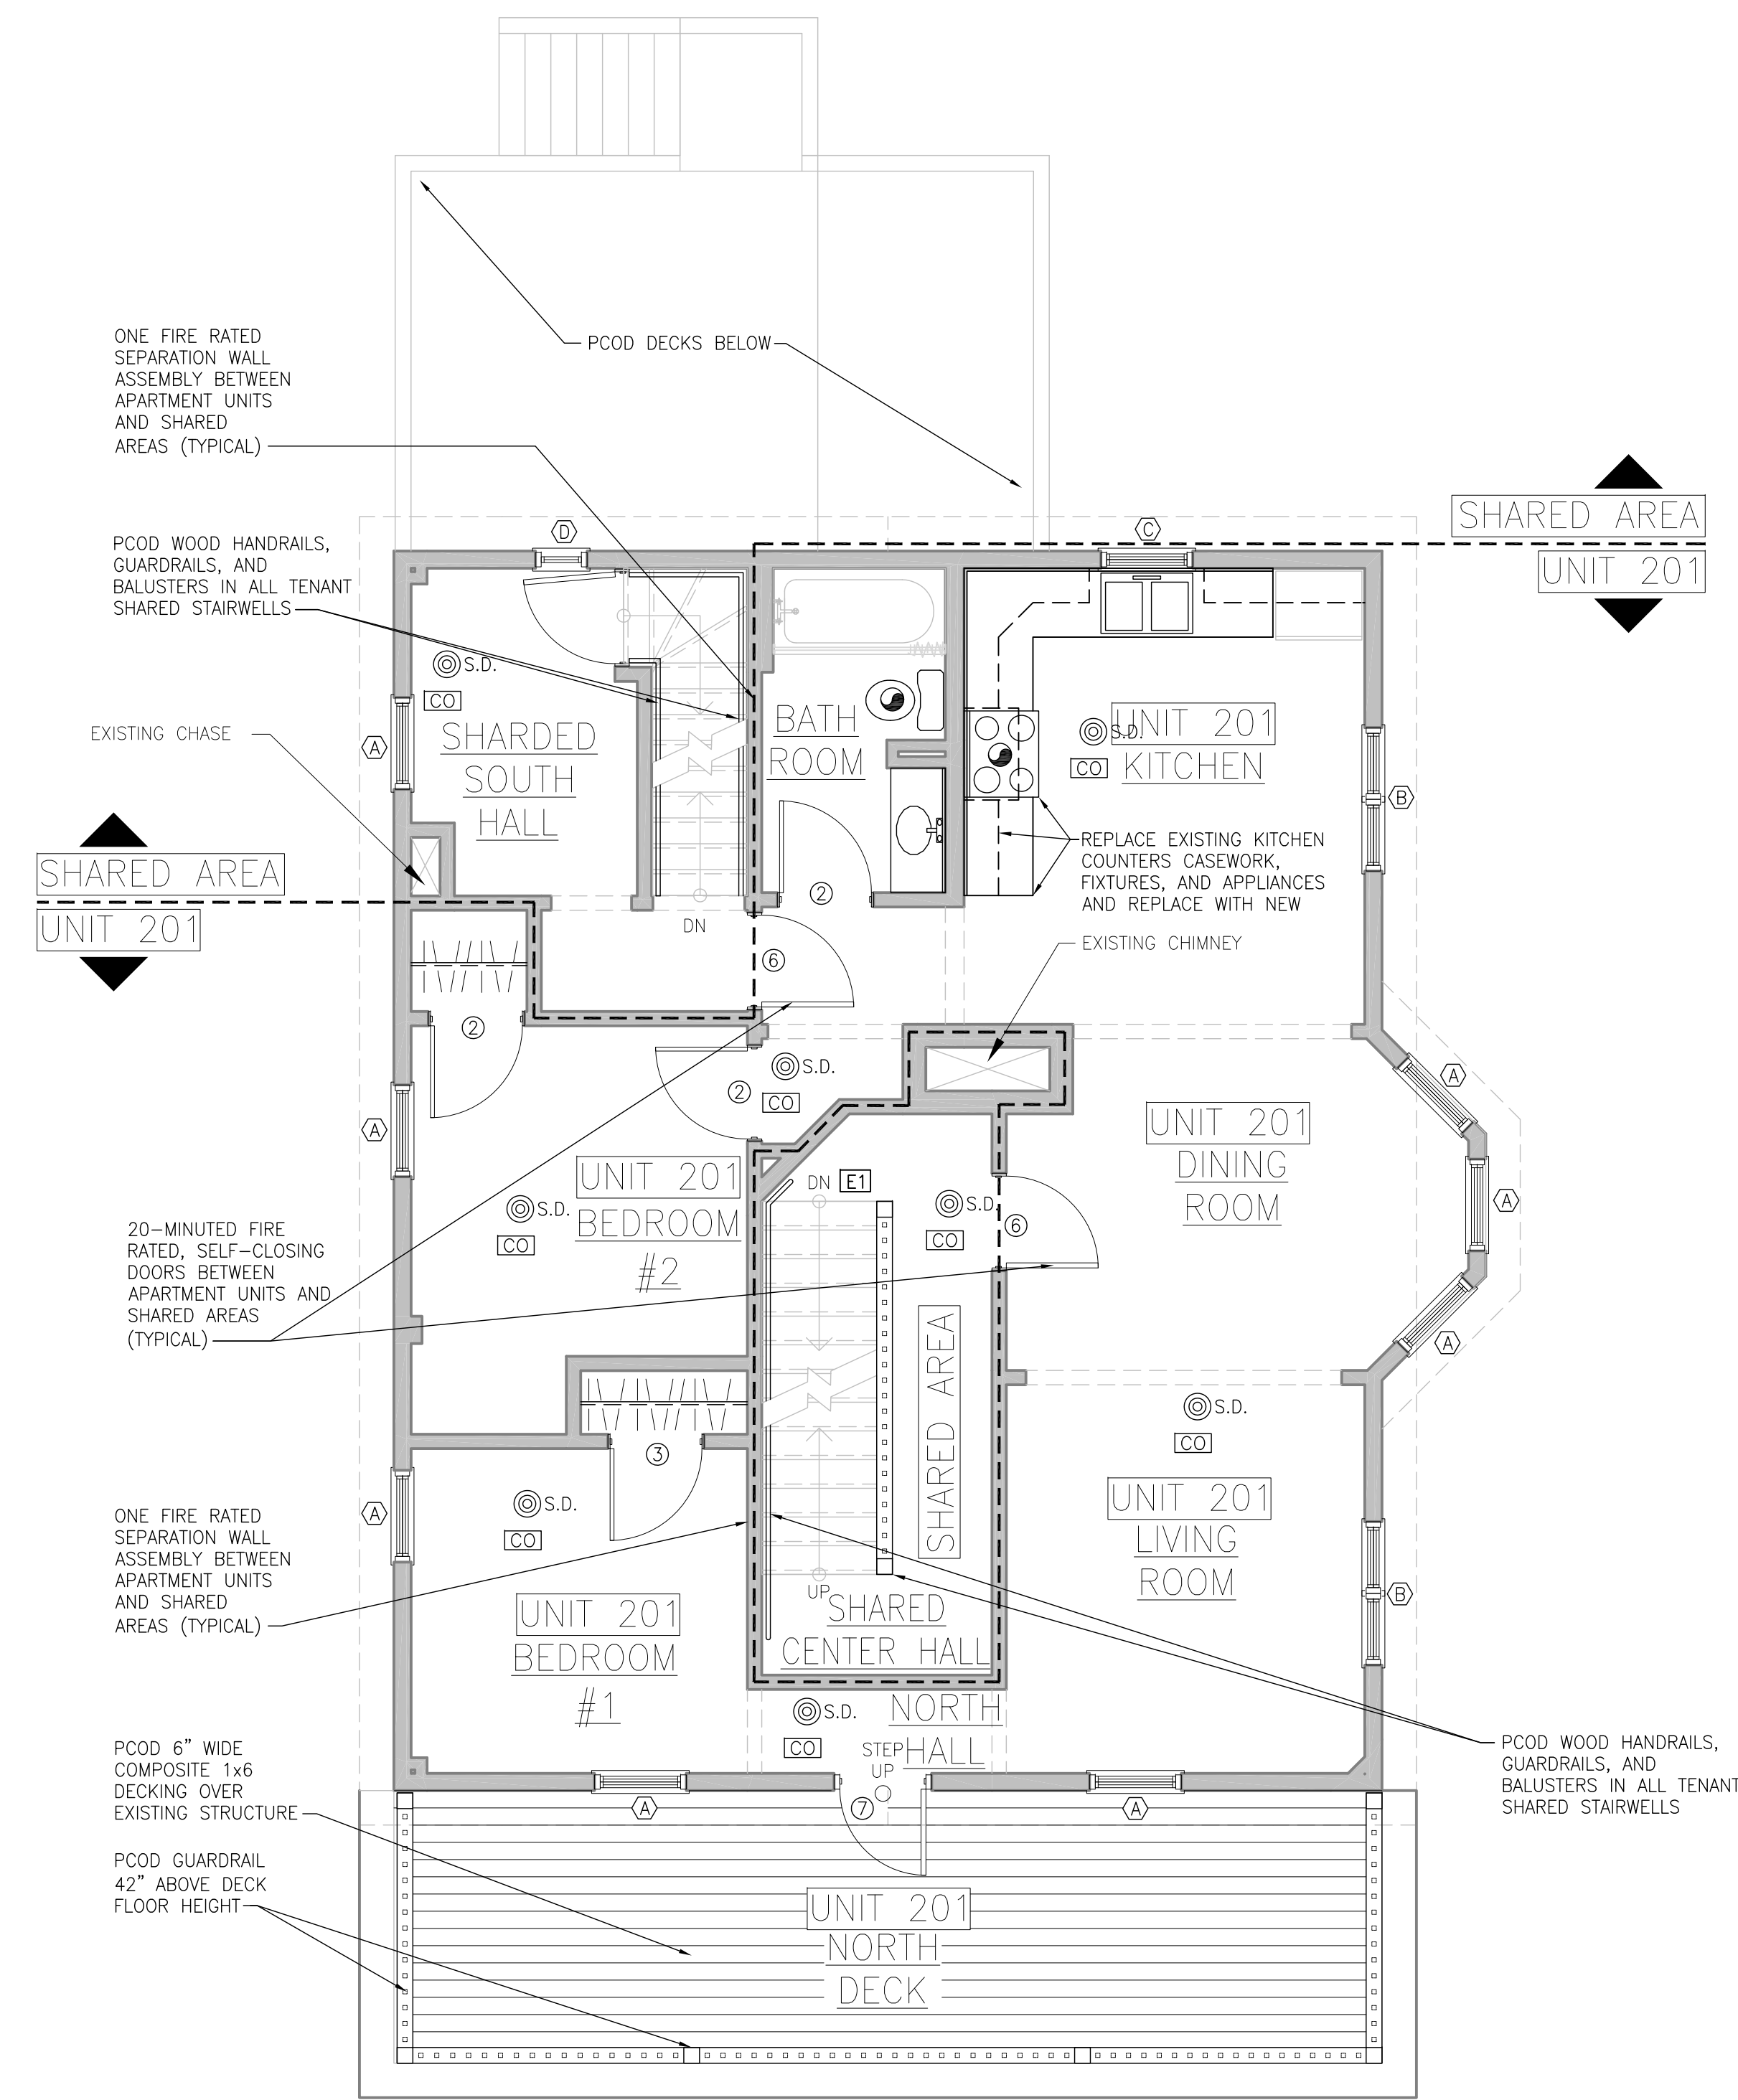 ONE FIRE RATED
SEPARATION WALL
ASSEMBLY BETWEEN
APARTMENT UNITS
AND SHARED
AREAS (TYPICAL)
PCOD DECKS BELOW
SHARED AREA
UNIT 201
PCOD WOOD HANDRAILS,
GUARDRAILS, AND
BALUSTERS IN ALL TENANT
SHARED STAIRWELLS
D
C
S.D.
CO
SHARDED
SOUTH
HALL
A
EXISTING CHASE
BATH
ROOM
S.D.
CO
UNIT 201
KITCHEN
B
REPLACE EXISTING KITCHEN
COUNTERS CASEWORK,
FIXTURES, AND APPLIANCES
AND REPLACE WITH NEW
EXISTING CHIMNEY
SHARED AREA
UNIT 201
DN
2
6
2
2
S.D.
CO
A
A
A
A
UNIT 201
DINING
ROOM
UNIT 201
BEDROOM
#2
S.D.
CO
DN
E1
S.D.
CO
6
20-MINUTED FIRE
RATED, SELF-CLOSING
DOORS BETWEEN
APARTMENT UNITS AND
SHARED AREAS
(TYPICAL)
SHARED AREA
S.D.
CO
3
UNIT 201
LIVING
ROOM
B
A
S.D.
CO
ONE FIRE RATED
SEPARATION WALL
ASSEMBLY BETWEEN
APARTMENT UNITS
AND SHARED
AREAS (TYPICAL)
UNIT 201
BEDROOM
#1
UP
SHARED
CENTER HALL
S.D.
CO
NORTH
HALL
STEP
UP
7
A
A
PCOD WOOD HANDRAILS,
GUARDRAILS, AND
BALUSTERS IN ALL TENANT
SHARED STAIRWELLS
PCOD 6" WIDE
COMPOSITE 1x6
DECKING OVER
EXISTING STRUCTURE
PCOD GUARDRAIL
42" ABOVE DECK
FLOOR HEIGHT
UNIT 201
NORTH
DECK